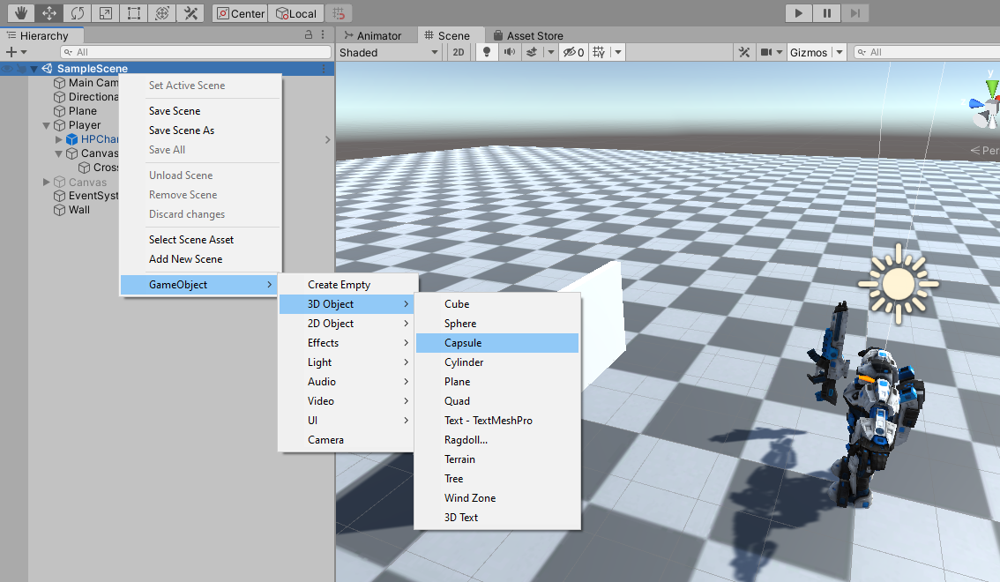 Center
Local
Hierarchy
Animator
Scene
Asset Store
All
Shaded
2D
0
Gizmos
All
SampleScene
Main Cam
Directiona
Plane
Player
HPChar
Canvas
Cross
Canvas
EventSyst
Wall
Set Active Scene
Save Scene
Save Scene As
Save All
Unload Scene
Remove Scene
Discard changes
Select Scene Asset
Add New Scene
GameObject
Create Empty
3D Object
2D Object
Effects
Light
Audio
Video
UI
Camera
Cube
Sphere
Capsule
Cylinder
Plane
Quad
Text - TextMeshPro
Ragdoll...
Terrain
Tree
Wind Zone
3D Text
y
Per